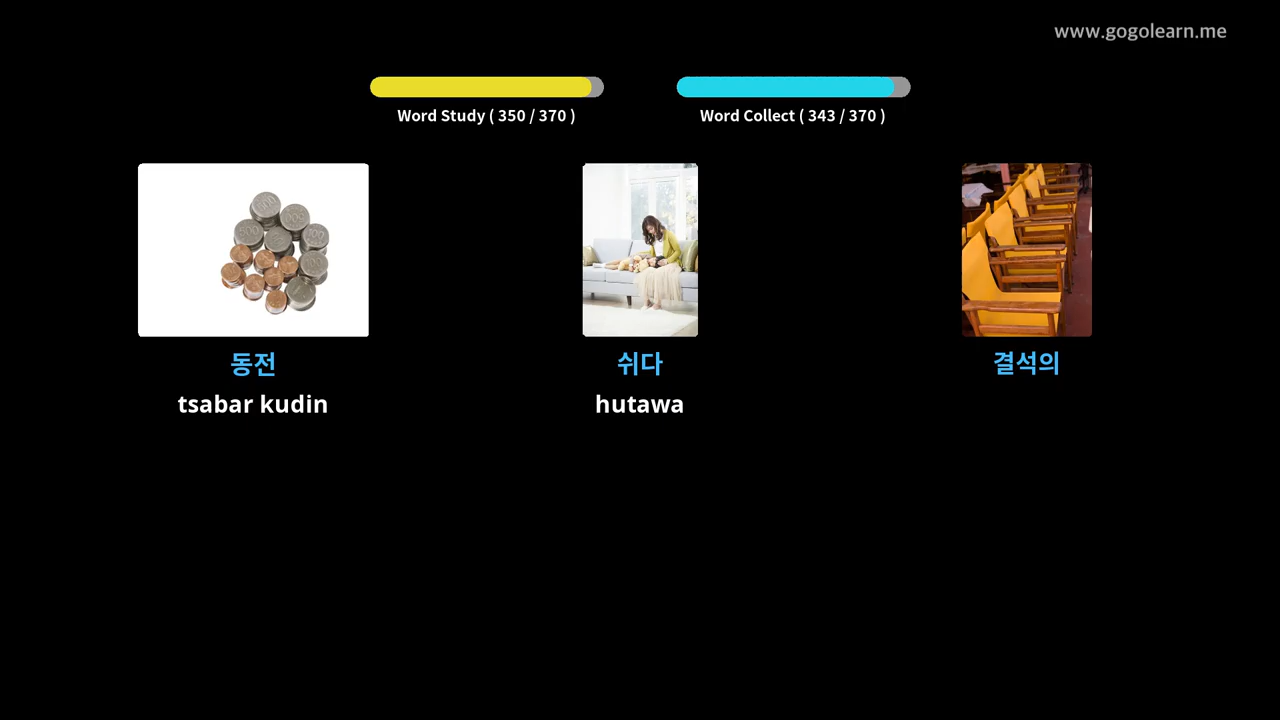 www.gogolearn.me
Word Study ( 350 / 370 )
Word Collect ( 343 / 370 )
동전
쉬다
결석의
tsabar kudin
hutawa